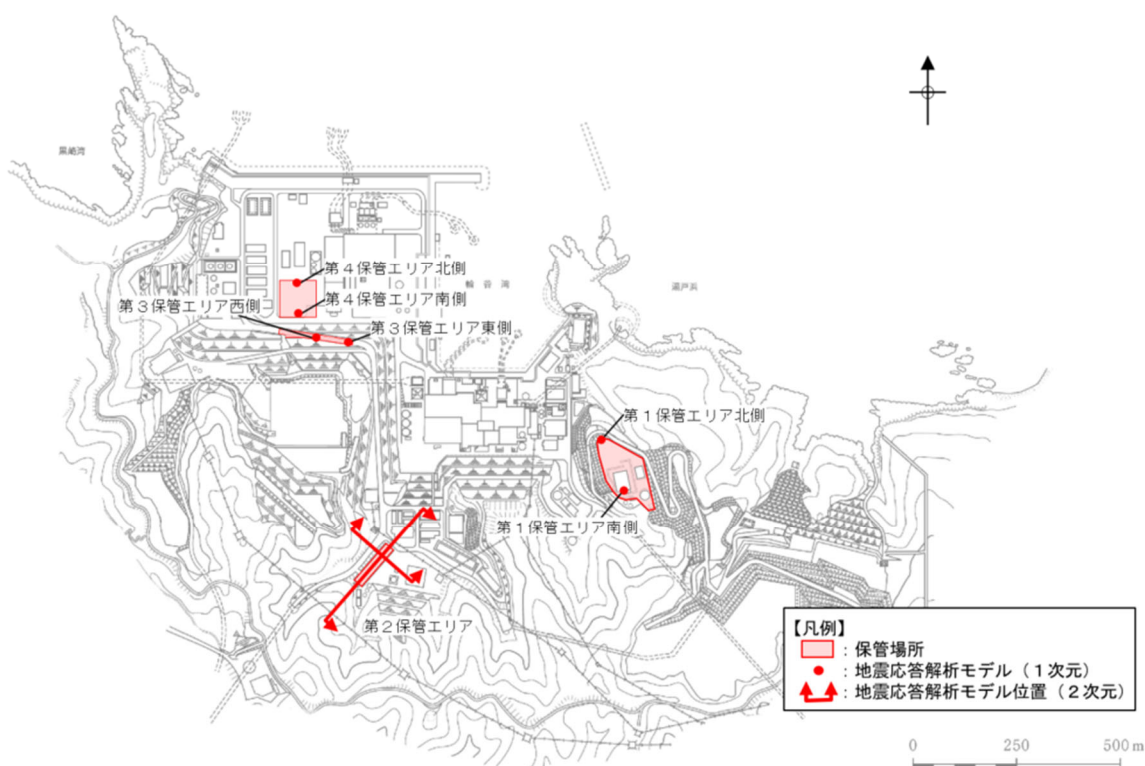 黒崎湾
輪谷湾
瀬戸浜
第４保管エリア北側
第４保管エリア南側
第３保管エリア西側
第３保管エリア東側
第１保管エリア北側
第１保管エリア南側
第２保管エリア
【凡例】
：保管場所
：地震応答解析モデル（１次元）
：地震応答解析モデル位置（２次元）
0 250 500m